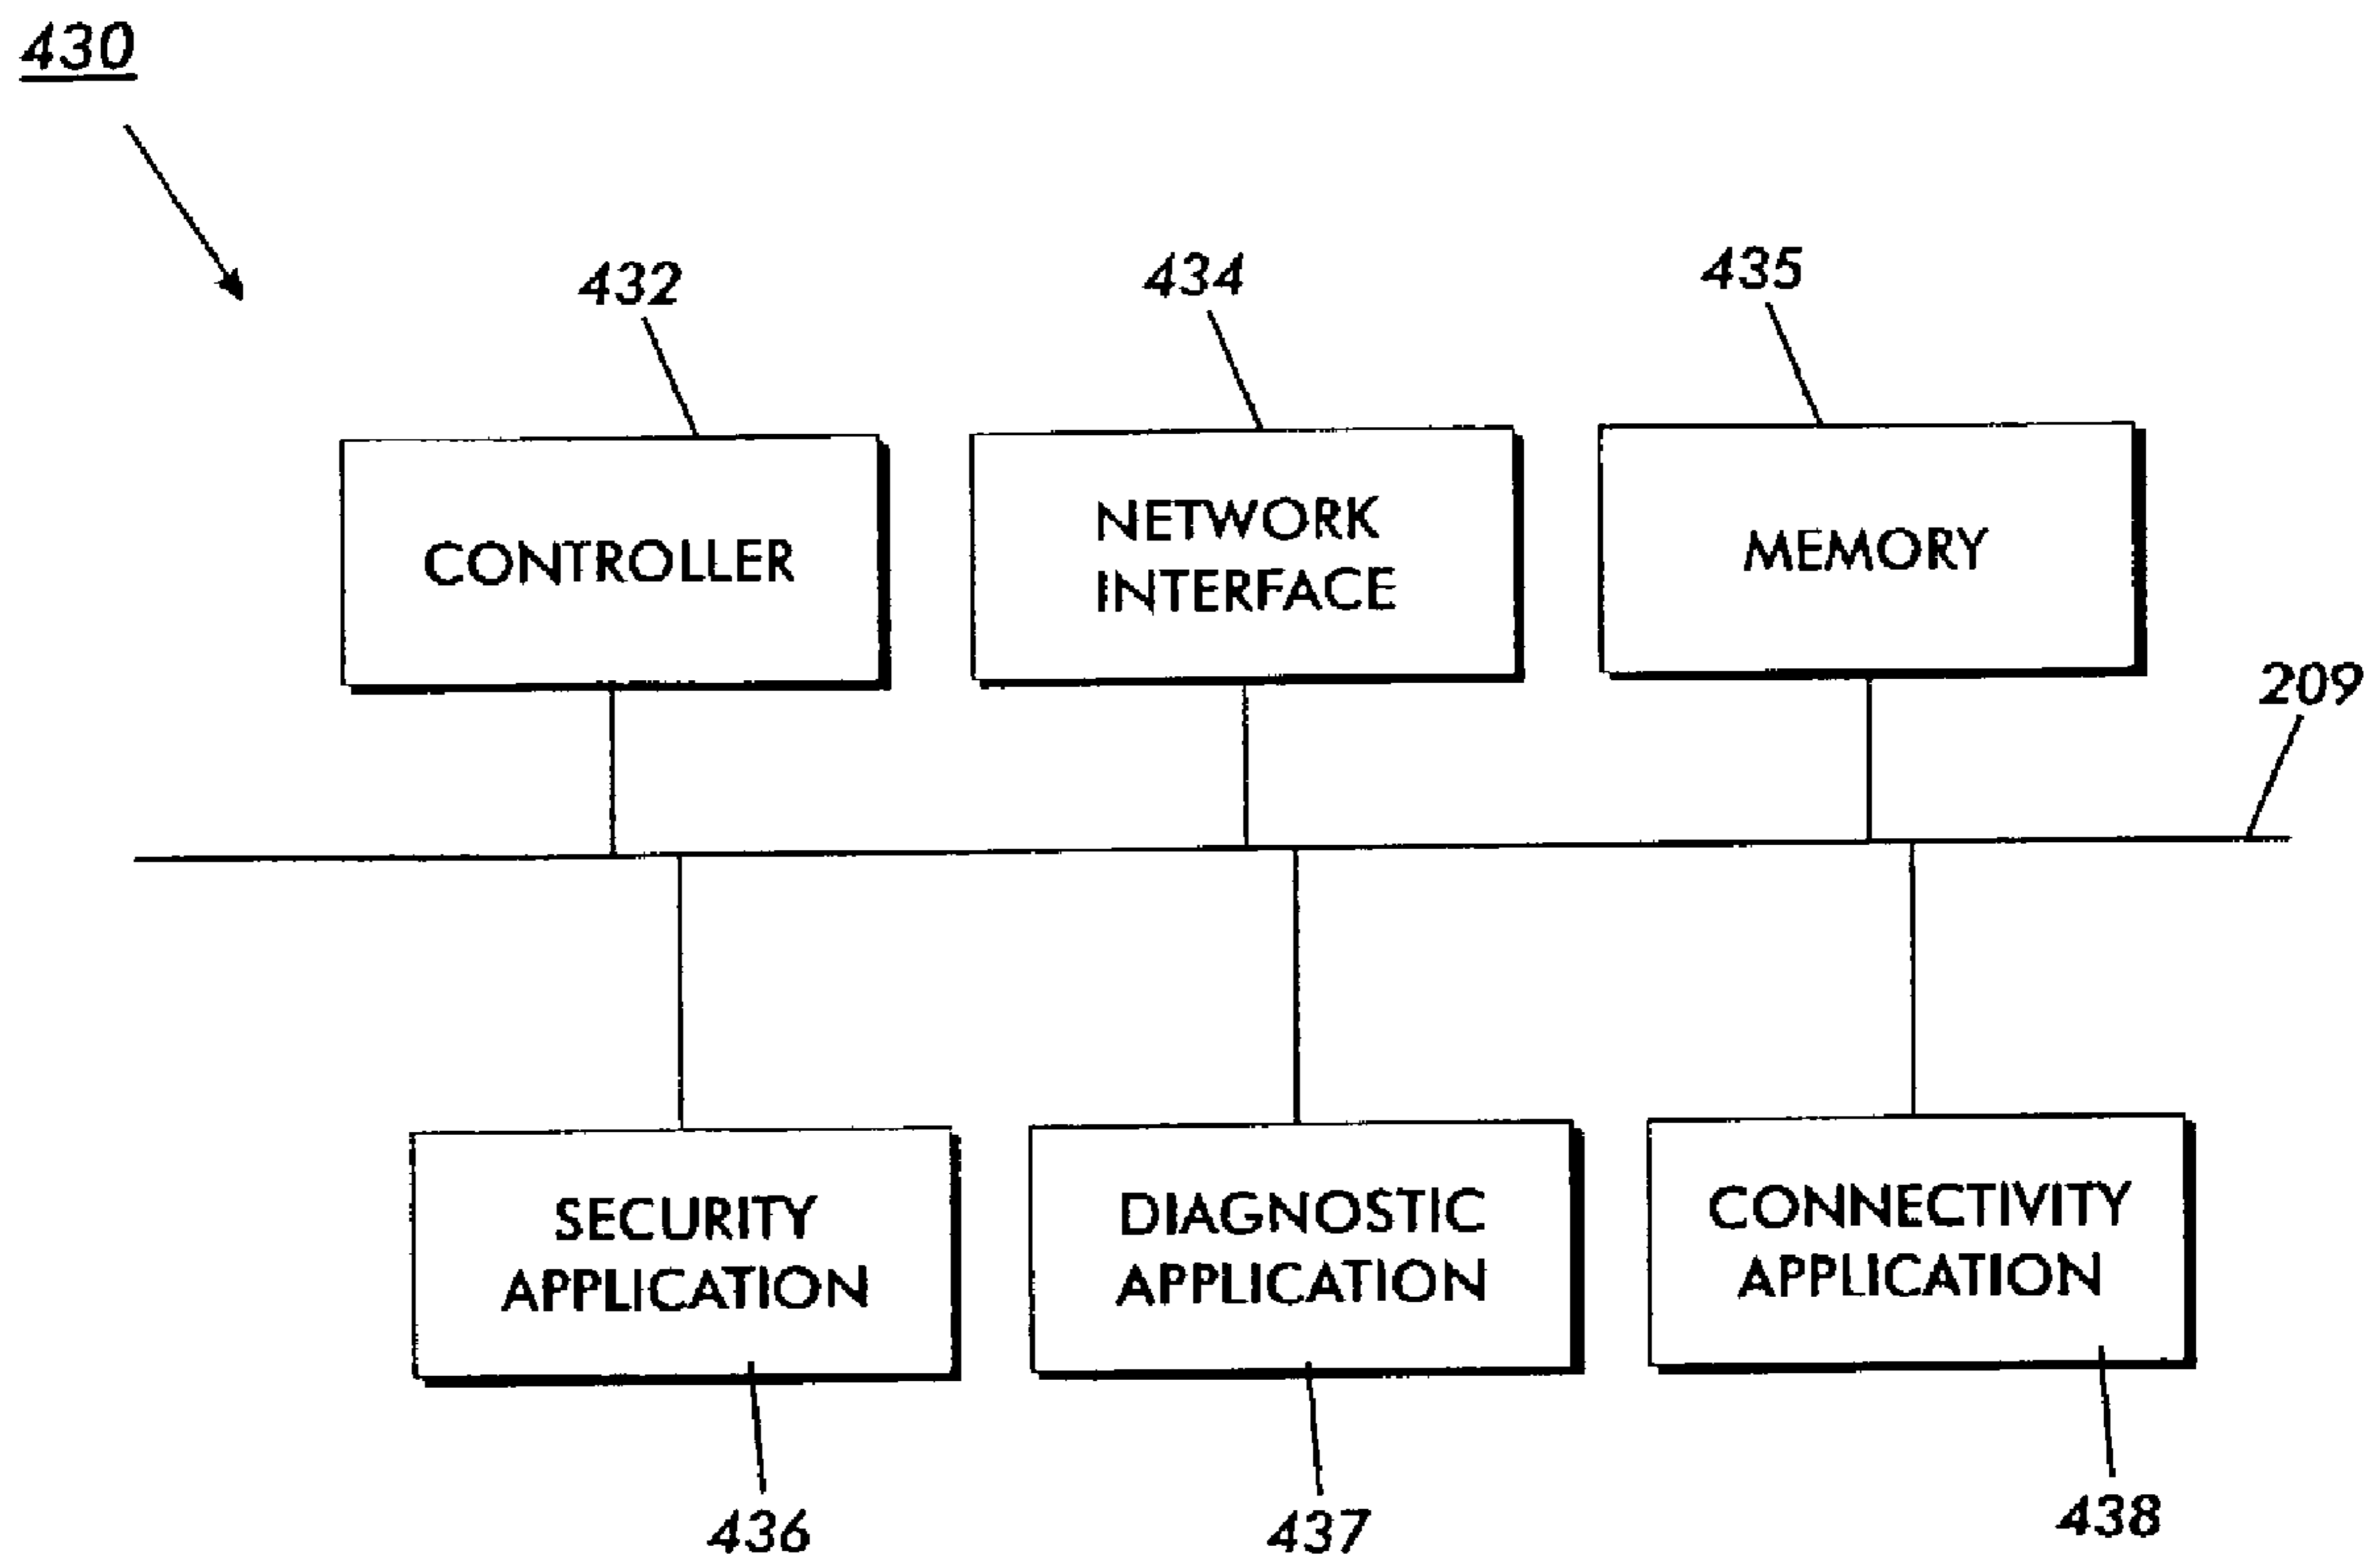 430
432
434
435
CONTROLLER
NETWORK
INTERFACE
MEMORY
209
SECURITY
APPLICATION
DIAGNOSTIC
APPLICATION
CONNECTIVITY
APPLICATION
436
437
438